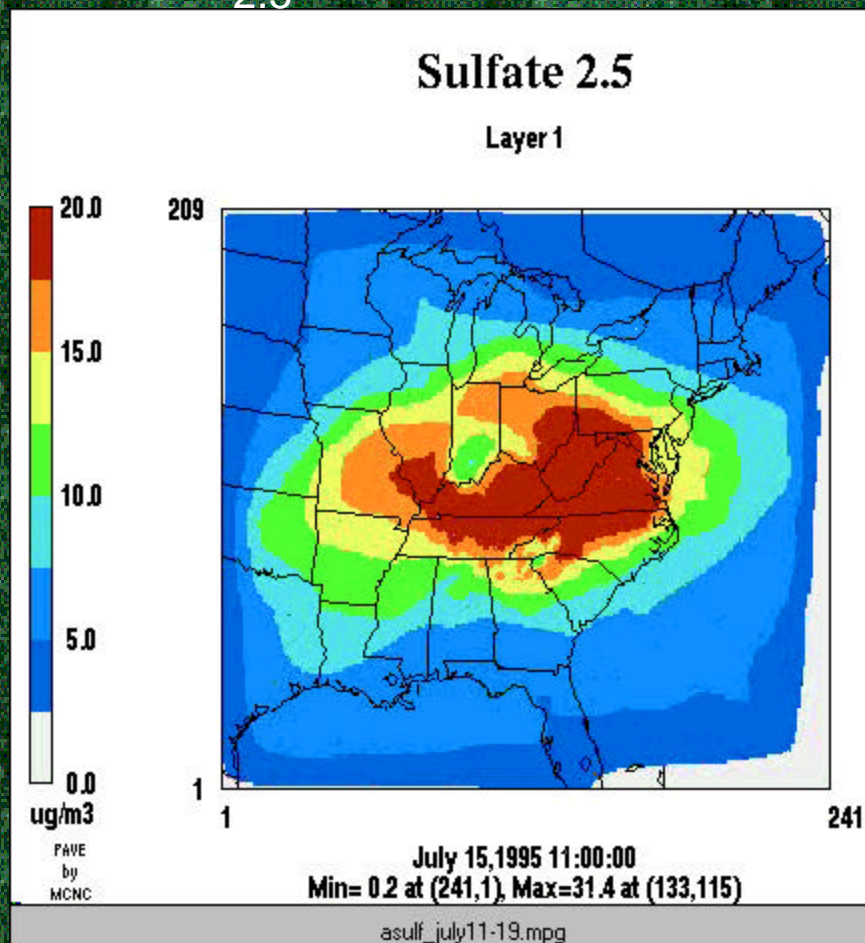 2.5
Sulfate 2.5
Layer 1
20.0
15.0
10.0
5.0
0.0
ug/m3
PAVE
by
MCNC
209
1
1
241
July 15,1995 11:00:00
Min= 0.2 at (241,1), Max=31.4 at (133,115)
asulf_july11-19.mpg